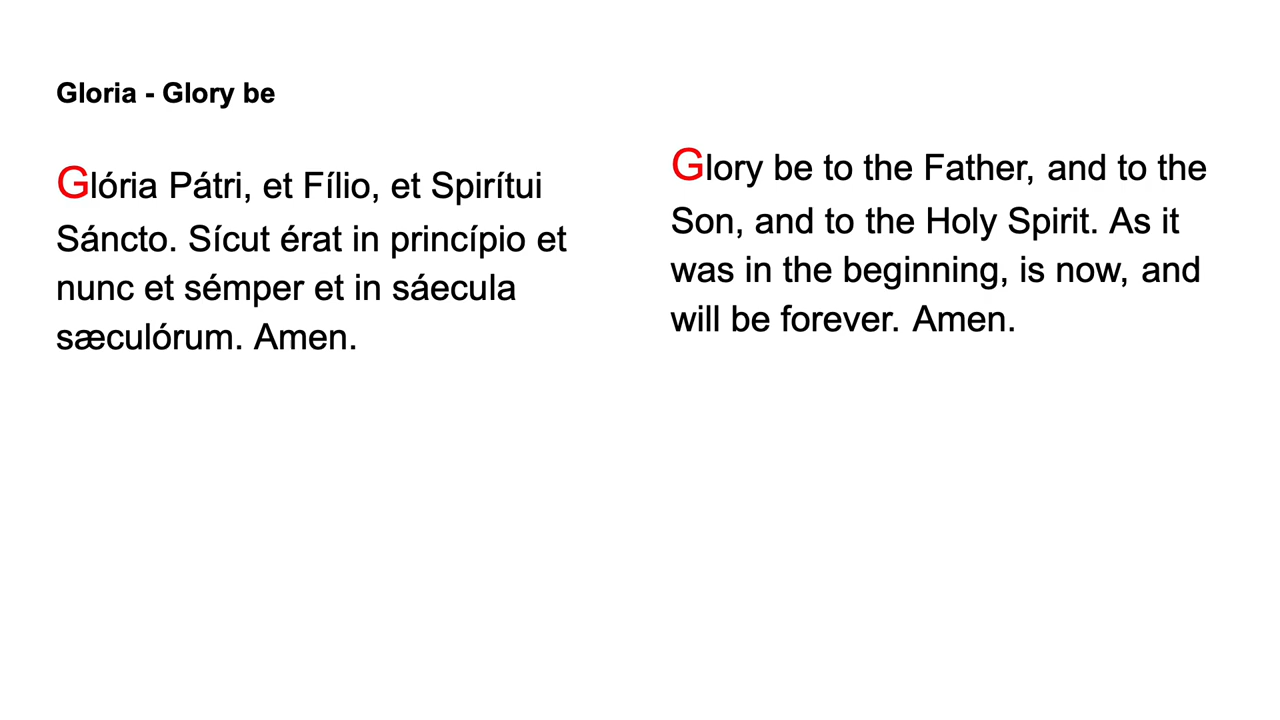 Gloria - Glory be
Glória Pátri, et Fílio, et Spirítui
Sáncto. Sícut érat in princípio et
nunc et sémper et in sáecula
sæculórum. Amen.
Glory be to the Father, and to the
Son, and to the Holy Spirit. As it
was in the beginning, is now, and
will be forever. Amen.